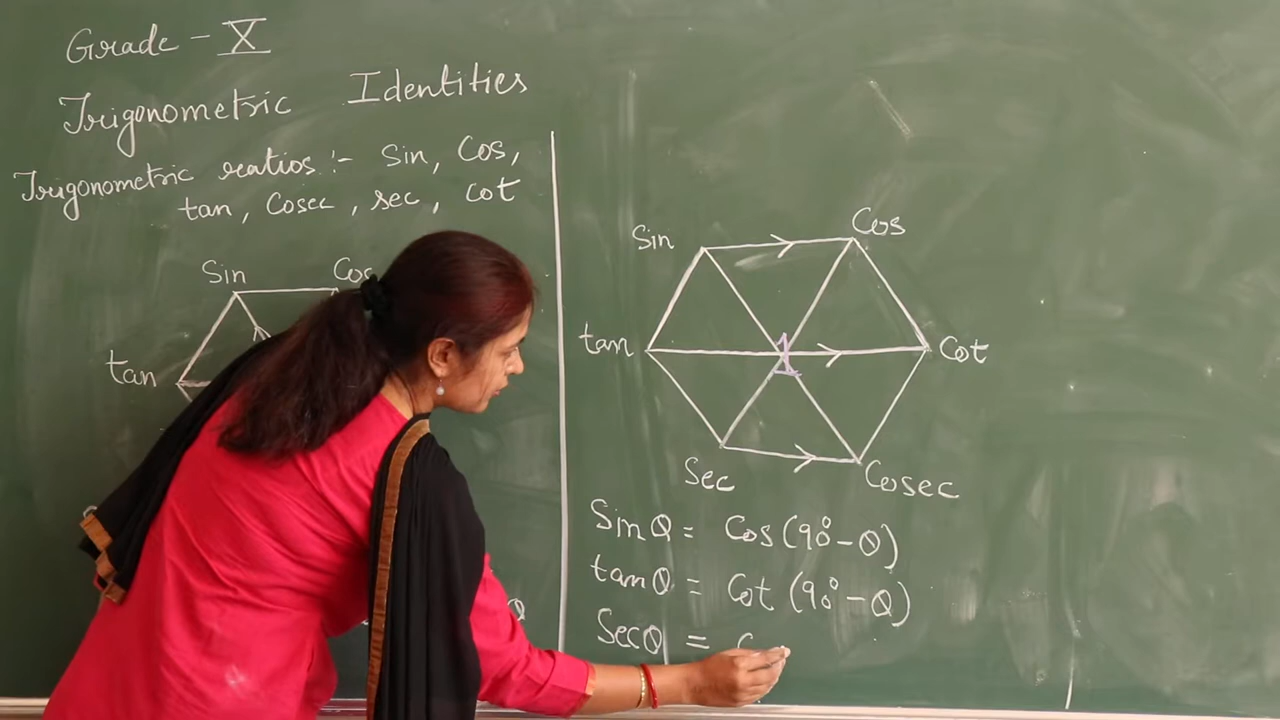 Grade - X
Trigonometric Identities
Trigonometric ratios :- Sin, Cos,
tan, Cosec, sec, cot
Sin Cos
tan
Sin Cos
tan 1 Cot
Sec Cosec
Sin θ = Cos (90° - θ)
tan θ = Cot (90° - θ)
Sec θ = C
θ